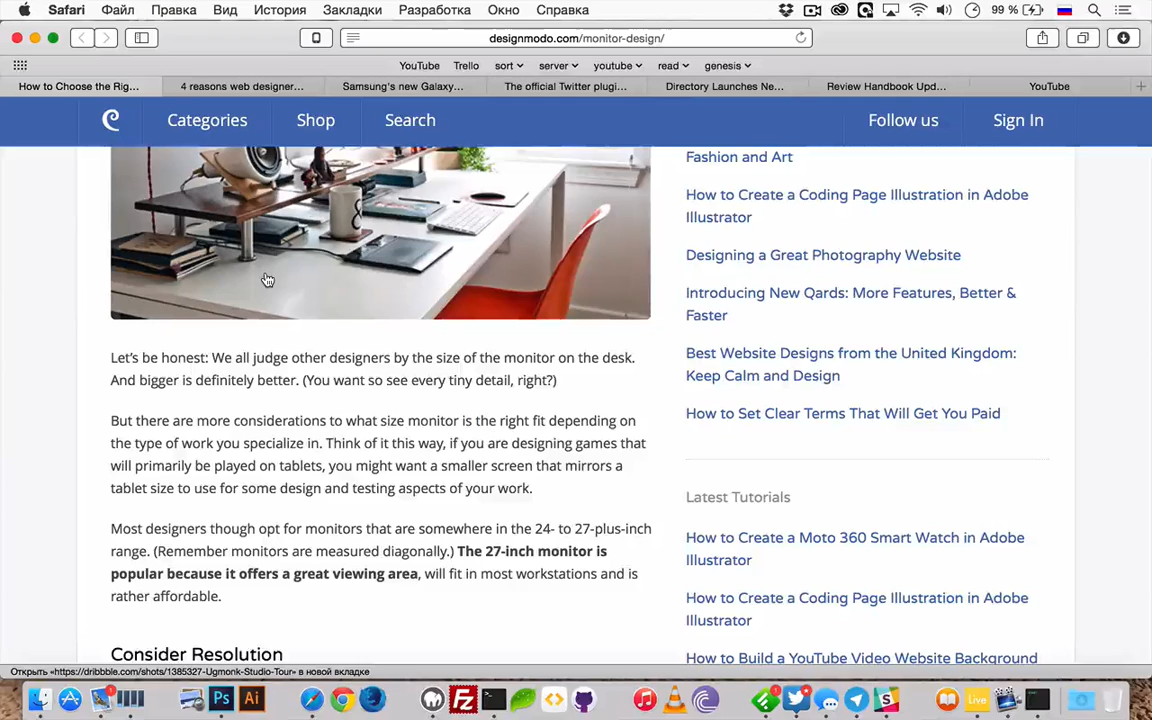 Safari Файл Правка Вид История Закладки Разработка Окно Справка 99 %
designmodo.com/monitor-design/
YouTube Trello sort server youtube read genesis
How to Choose the Rig... 4 reasons web designer... Samsung's new Galaxy... The official Twitter plugi... Directory Launches Ne... Review Handbook Upd... YouTube
Categories Shop Search Follow us Sign In
Fashion and Art
How to Create a Coding Page Illustration in Adobe
Illustrator
Designing a Great Photography Website
Introducing New Qards: More Features, Better &
Faster
Best Website Designs from the United Kingdom:
Keep Calm and Design
How to Set Clear Terms That Will Get You Paid
Latest Tutorials
How to Create a Moto 360 Smart Watch in Adobe
Illustrator
How to Create a Coding Page Illustration in Adobe
Illustrator
How to Build a YouTube Video Website Background
Let's be honest: We all judge other designers by the size of the monitor on the desk.
And bigger is definitely better. (You want so see every tiny detail, right?)
But there are more considerations to what size monitor is the right fit depending on
the type of work you specialize in. Think of it this way, if you are designing games that
will primarily be played on tablets, you might want a smaller screen that mirrors a
tablet size to use for some design and testing aspects of your work.
Most designers though opt for monitors that are somewhere in the 24- to 27-plus-inch
range. (Remember monitors are measured diagonally.) The 27-inch monitor is
popular because it offers a great viewing area, will fit in most workstations and is
rather affordable.
Consider Resolution
Открыть «https://dribbble.com/shots/1385327-Ugmonk-Studio-Tour» в новой вкладке
Ps Ai Fz Live